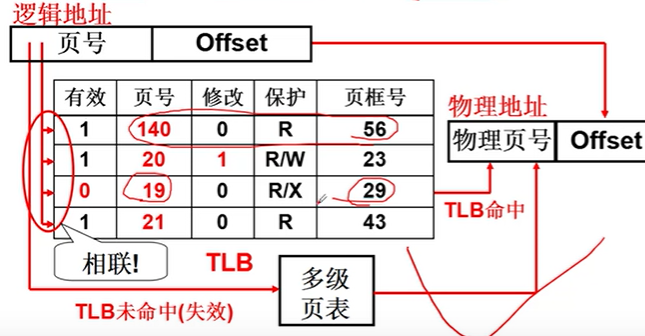 逻辑地址
页号 Offset
有效 页号 修改 保护 页框号
1 140 0 R 56
1 20 1 R/W 23
0 19 0 R/X 29
1 21 0 R 43
物理地址
物理页号 Offset
TLB命中
相联!
TLB
多级
页表
TLB未命中(失效)